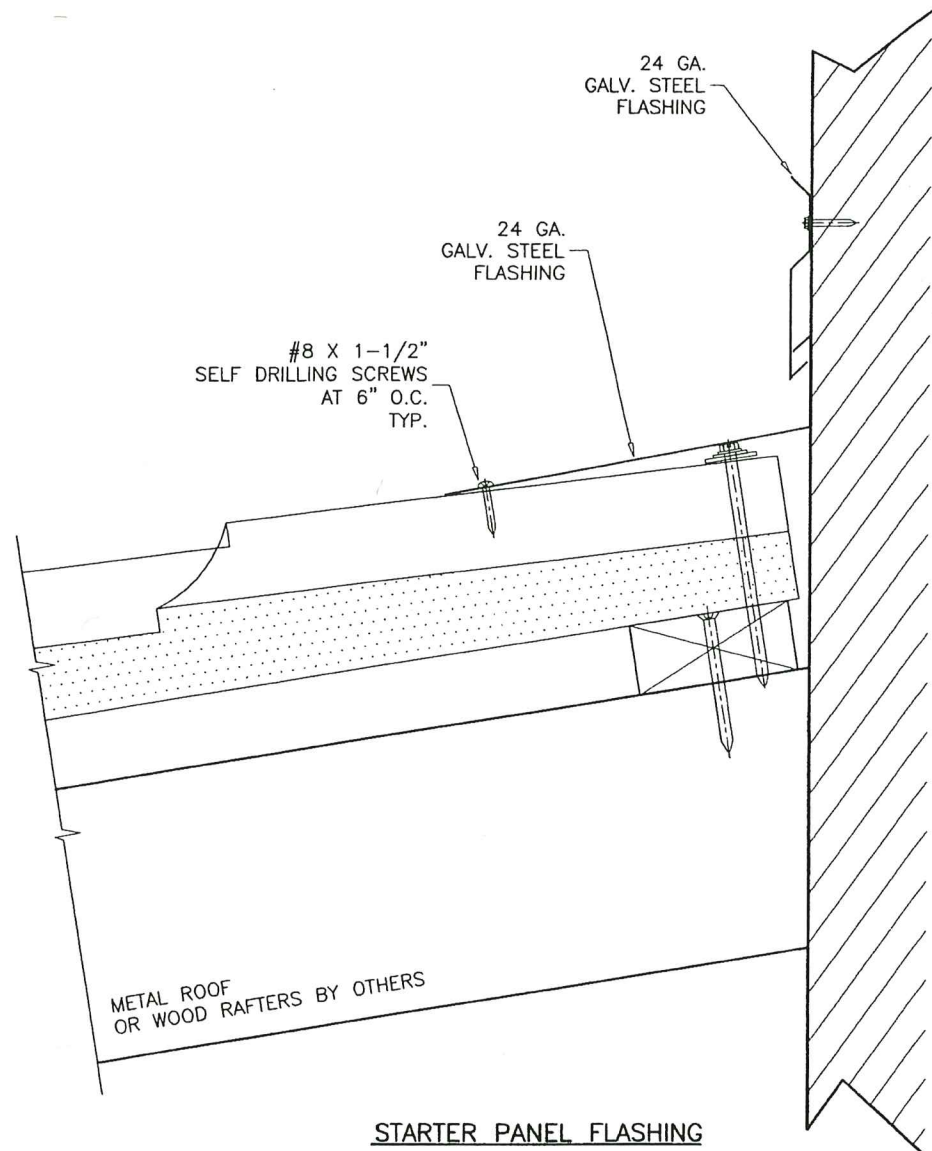 24 GA.
GALV. STEEL
FLASHING
24 GA.
GALV. STEEL
FLASHING
#8 X 1-1/2"
SELF DRILLING SCREWS
AT 6" O.C.
TYP.
METAL ROOF
OR WOOD RAFTERS BY OTHERS
STARTER PANEL FLASHING